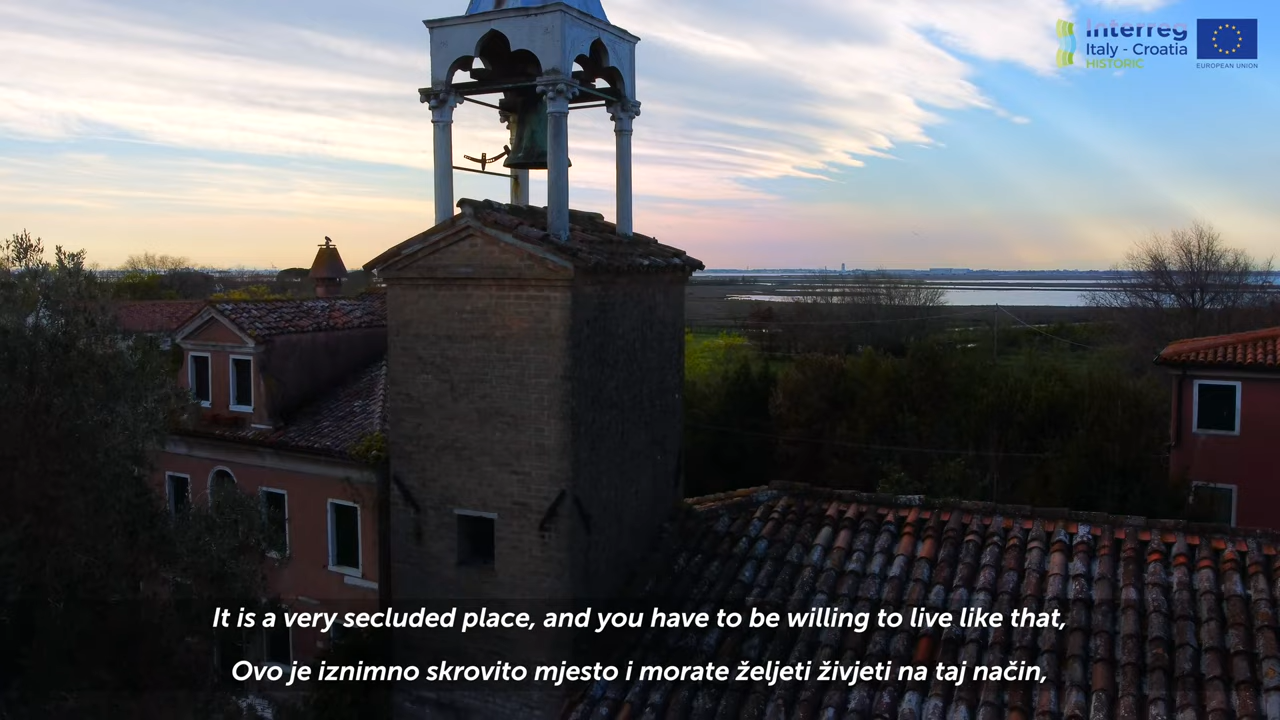 Interreg
Italy - Croatia
HISTORIC
EUROPEAN UNION
It is a very secluded place, and you have to be willing to live like that,
Ovo je iznimno skrovito mjesto i morate željeti živjeti na taj način,